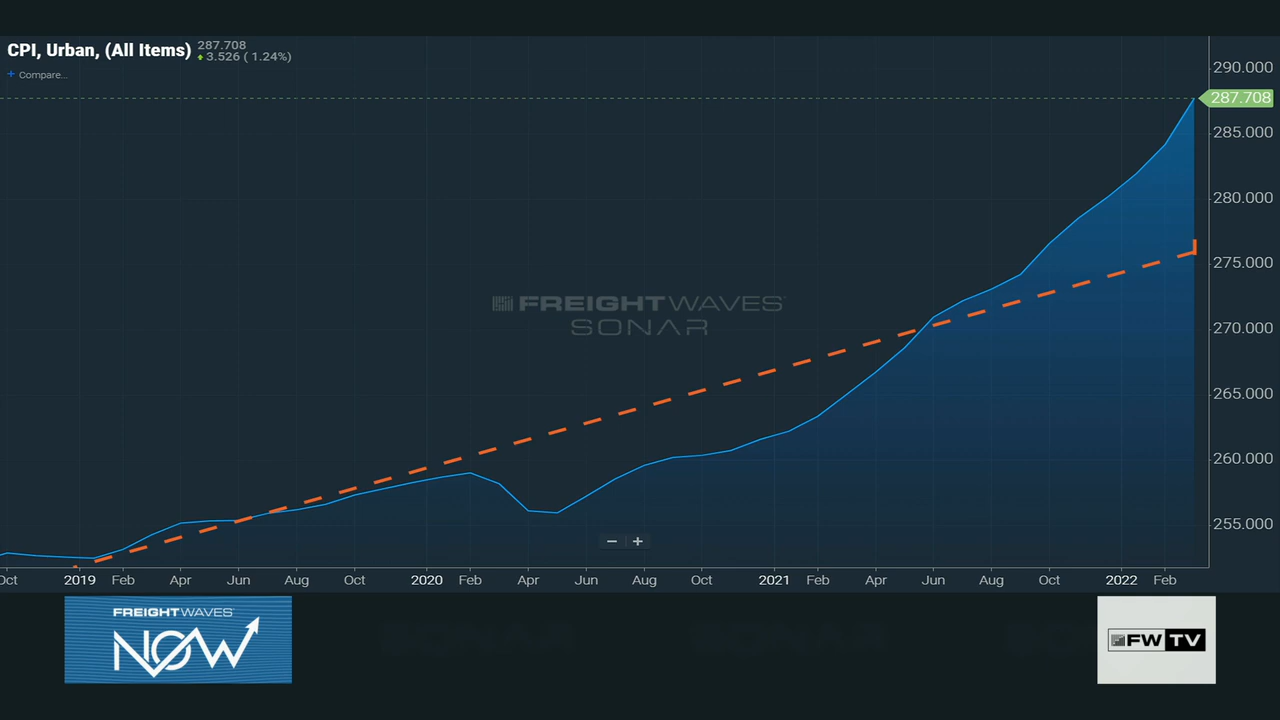 CPI, Urban, (All Items) 287.708
3.526 ( 1.24%)
+ Compare...
290.000
287.708
285.000
280.000
275.000
FREIGHTWAVES
SONAR
270.000
265.000
260.000
255.000
− +
Oct 2019 Feb Apr Jun Aug Oct 2020 Feb Apr Jun Aug Oct 2021 Feb Apr Jun Aug Oct 2022 Feb
FREIGHTWAVES
NOW
FWTV